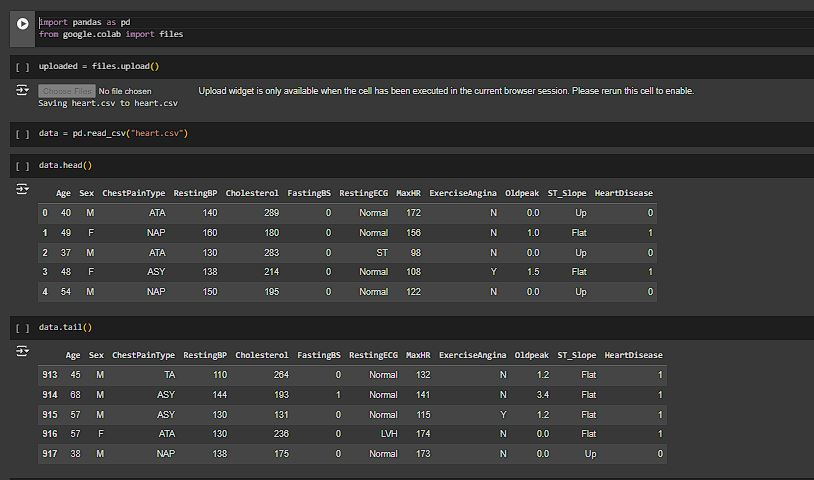 import pandas as pd
from google.colab import files
[ ] uploaded = files.upload()
Choose Files No file chosen Upload widget is only available when the cell has been executed in the current browser session. Please rerun this cell to enable.
Saving heart.csv to heart.csv
[ ] data = pd.read_csv("heart.csv")
[ ] data.head()
Age Sex ChestPainType RestingBP Cholesterol FastingBS RestingECG MaxHR ExerciseAngina Oldpeak ST_Slope HeartDisease
0 40 M ATA 140 289 0 Normal 172 N 0.0 Up 0
1 49 F NAP 160 180 0 Normal 156 N 1.0 Flat 1
2 37 M ATA 130 283 0 ST 98 N 0.0 Up 0
3 48 F ASY 138 214 0 Normal 108 Y 1.5 Flat 1
4 54 M NAP 150 195 0 Normal 122 N 0.0 Up 0
[ ] data.tail()
Age Sex ChestPainType RestingBP Cholesterol FastingBS RestingECG MaxHR ExerciseAngina Oldpeak ST_Slope HeartDisease
913 45 M TA 110 264 0 Normal 132 N 1.2 Flat 1
914 68 M ASY 144 193 1 Normal 141 N 3.4 Flat 1
915 57 M ASY 130 131 0 Normal 115 Y 1.2 Flat 1
916 57 F ATA 130 236 0 LVH 174 N 0.0 Flat 1
917 38 M NAP 138 175 0 Normal 173 N 0.0 Up 0